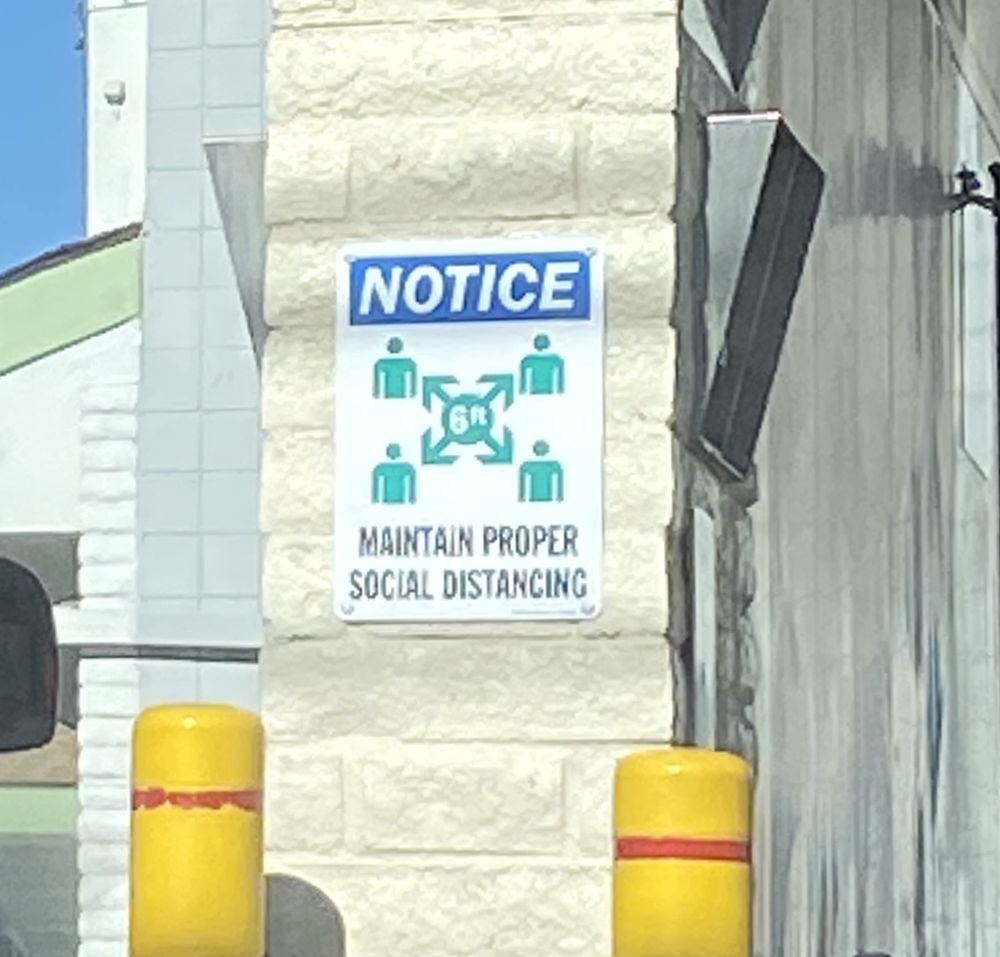 NOTICE
6ft
MAINTAIN PROPER
SOCIAL DISTANCING